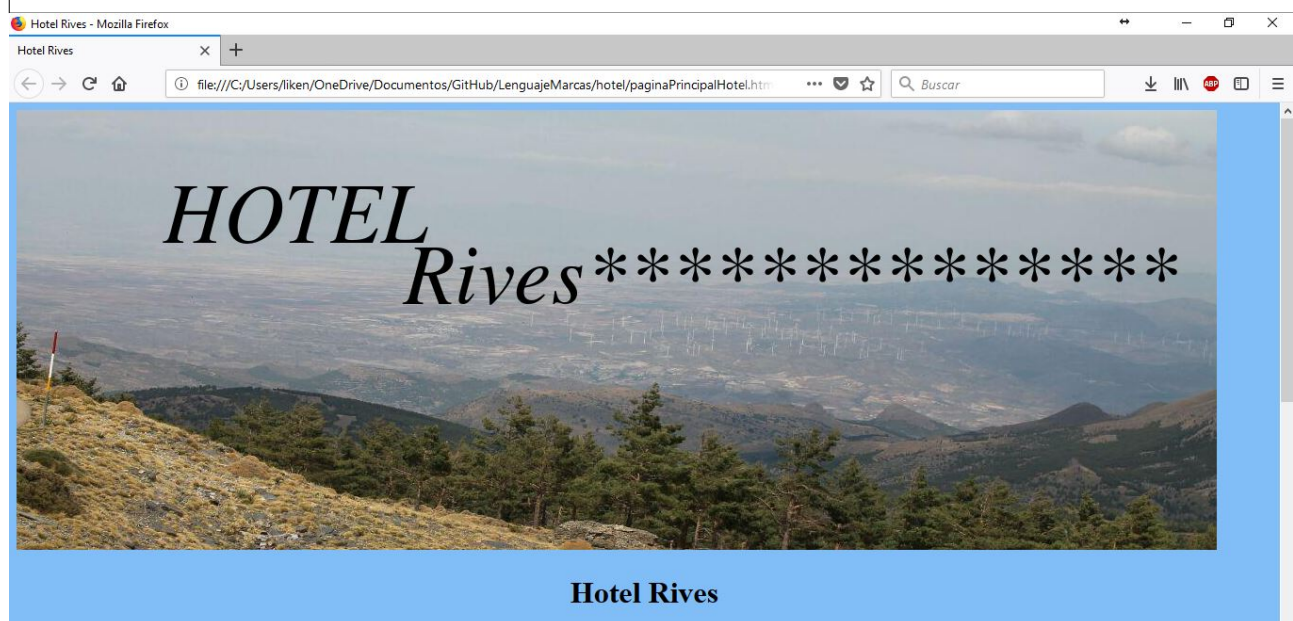 Hotel Rives - Mozilla Firefox
Hotel Rives
file:///C:/Users/liken/OneDrive/Documentos/GitHub/LenguajeMarcas/hotel/paginaPrincipalHotel.htm
Buscar
ABP
HOTEL
Rives**************
Hotel Rives